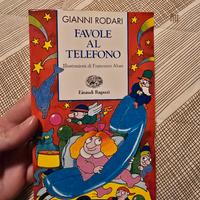 GIANNI RODARI
FAVOLE
AL
TELEFONO
Illustrazioni di Francesco Altan
Einaudi Ragazzi